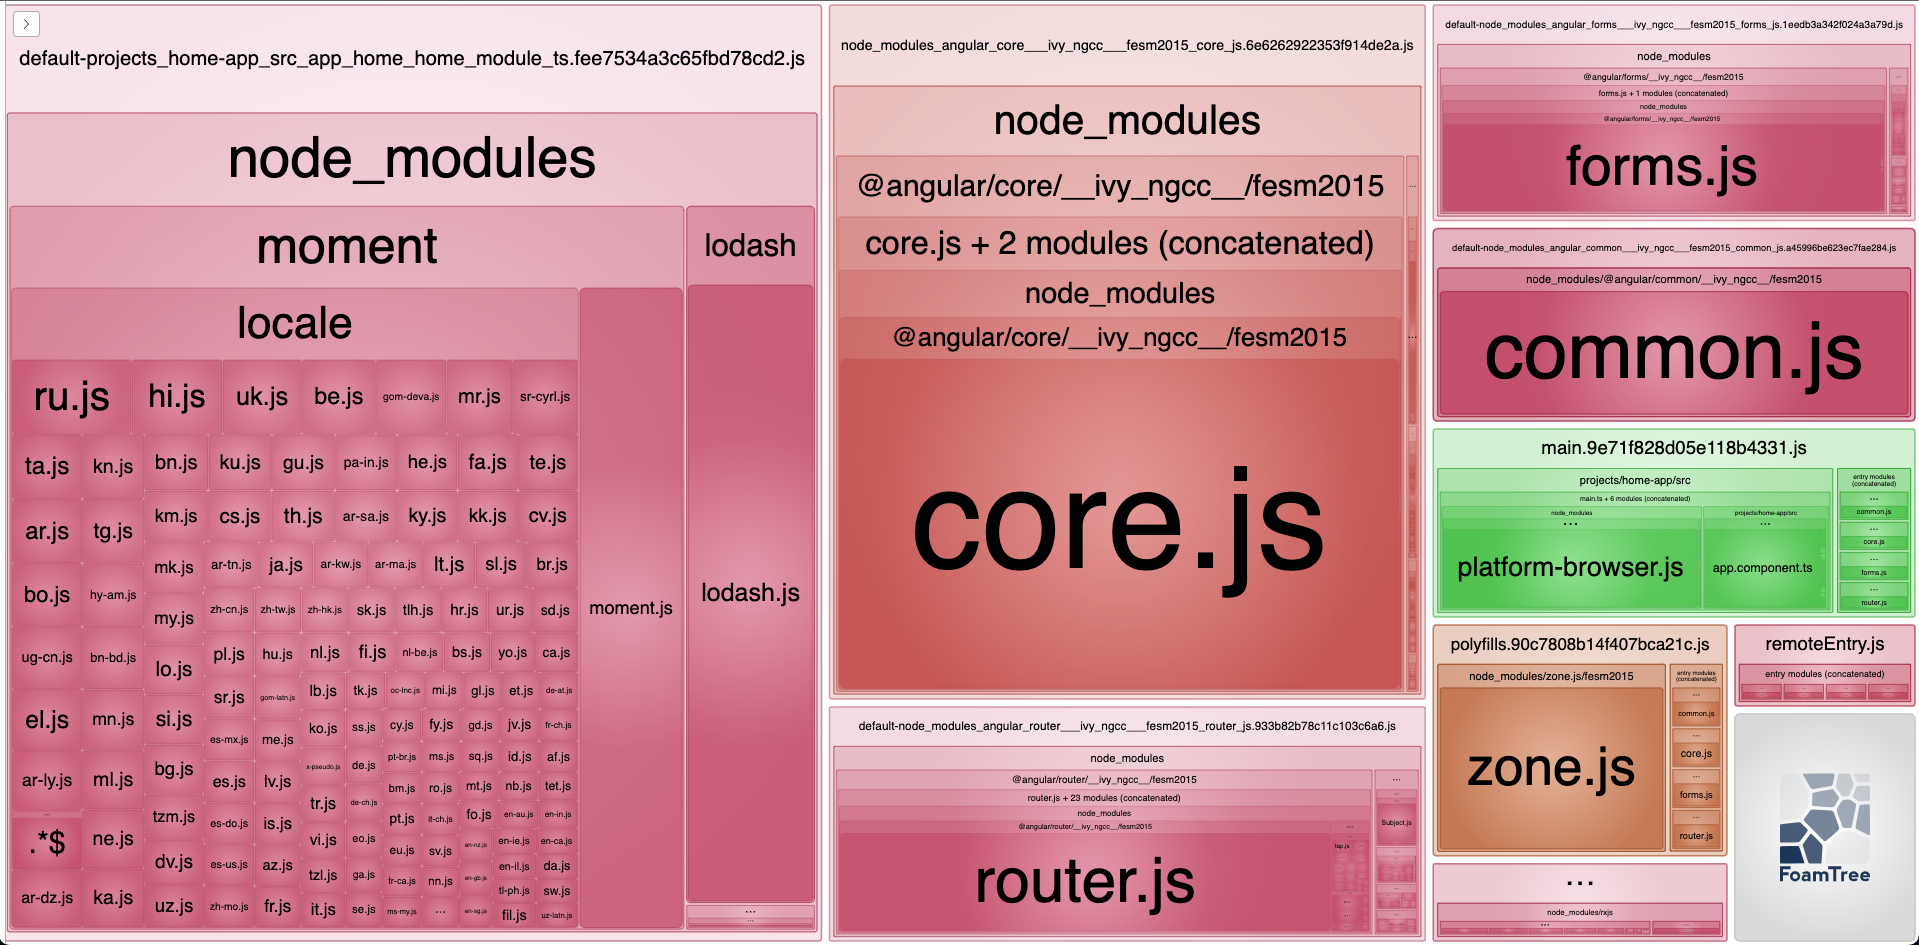 default-projects_home-app_src_app_home_home_module_ts.fee7534a3c65fbd78cd2.js
node_modules
moment
lodash
locale
ru.js hi.js uk.js be.js gom-deva.js mr.js sr-cyrl.js
ta.js kn.js bn.js ku.js gu.js pa-in.js he.js fa.js te.js
ar.js tg.js km.js cs.js th.js ar-sa.js ky.js kk.js cv.js
mk.js ar-tn.js ja.js ar-kw.js ar-ma.js lt.js sl.js br.js
bo.js hy-am.js my.js zh-cn.js zh-tw.js zh-hk.js sk.js tlh.js hr.js ur.js sd.js
ug-cn.js bn-bd.js lo.js pl.js hu.js nl.js fi.js nl-be.js bs.js yo.js ca.js
sr.js gom-latn.js lb.js tk.js oc-lnc.js mi.js gl.js et.js de-at.js
el.js mn.js si.js es-mx.js me.js ko.js ss.js cy.js fy.js gd.js jv.js fr-ch.js
ar-ly.js ml.js bg.js es.js lv.js x-pseudo.js de.js pt-br.js ms.js sq.js id.js af.js
tr.js de-ch.js bm.js ro.js mt.js nb.js tet.js
...
.*$ ne.js tzm.js es-do.js is.js vi.js eo.js pt.js it-ch.js fo.js en-au.js en-in.js
dv.js es-us.js az.js tzl.js ga.js eu.js sv.js en-nz.js en-ie.js en-ca.js
en-il.js da.js
ar-dz.js ka.js uz.js zh-mo.js fr.js it.js se.js fr-ca.js nn.js en-gb.js tl-ph.js sw.js
ms-my.js ... en-sg.js fil.js uz-latn.js
moment.js
lodash.js
...
...
node_modules_angular_core___ivy_ngcc___fesm2015_core_js.6e6262922353f914de2a.js
node_modules
@angular/core/__ivy_ngcc__/fesm2015
...
core.js + 2 modules (concatenated)
node_modules
@angular/core/__ivy_ngcc__/fesm2015
...
core.js
default-node_modules_angular_router___ivy_ngcc___fesm2015_router_js.933b82b78c11c103c6a6.js
node_modules
@angular/router/__ivy_ngcc__/fesm2015
...
router.js + 23 modules (concatenated)
node_modules
@angular/router/__ivy_ngcc__/fesm2015
...
router.js
tap.js
Subject.js
default-node_modules_angular_forms___ivy_ngcc___fesm2015_forms_js.1eedb3a342f024a3a79d.js
node_modules
@angular/forms/__ivy_ngcc__/fesm2015
forms.js + 1 modules (concatenated)
node_modules
@angular/forms/__ivy_ngcc__/fesm2015
forms.js
default-node_modules_angular_common___ivy_ngcc___fesm2015_common_js.a45996be623ec7fae284.js
node_modules/@angular/common/__ivy_ngcc__/fesm2015
common.js
main.9e71f828d05e118b4331.js
projects/home-app/src
main.ts + 6 modules (concatenated)
node_modules
...
platform-browser.js
projects/home-app/src
...
app.component.ts
entry modules
(concatenated)
...
common.js
...
core.js
...
forms.js
...
router.js
polyfills.90c7808b14f407bca21c.js
node_modules/zone.js/fesm2015
zone.js
entry modules
(concatenated)
...
common.js
...
core.js
...
forms.js
...
router.js
remoteEntry.js
entry modules (concatenated)
FoamTree
...
node_modules/rxjs
...